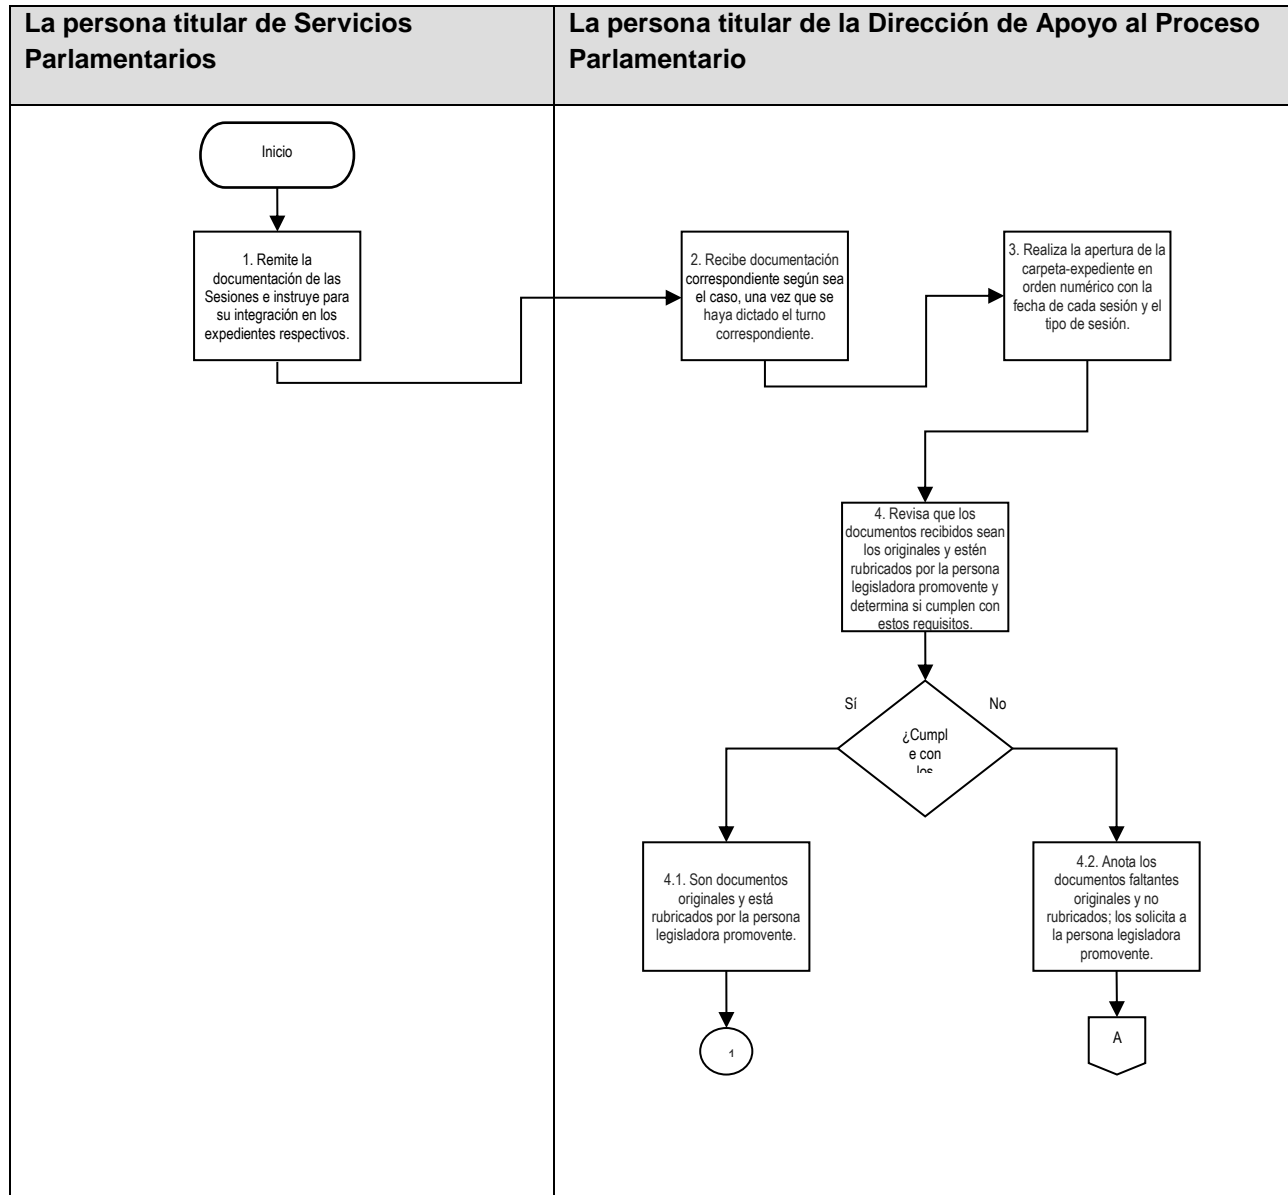 La persona titular de Servicios
Parlamentarios
La persona titular de la Dirección de Apoyo al Proceso
Parlamentario
Inicio
1. Remite la
documentación de las
Sesiones e instruye para
su integración en los
expedientes respectivos.
2. Recibe documentación
correspondiente según sea
el caso, una vez que se
haya dictado el turno
correspondiente.
3. Realiza la apertura de la
carpeta-expediente en
orden numérico con la
fecha de cada sesión y el
tipo de sesión.
4. Revisa que los
documentos recibidos sean
los originales y estén
rubricados por la persona
legisladora promovente y
determina si cumplen con
estos requisitos.
Sí
No
¿Cumpl
e con
los
4.1. Son documentos
originales y está
rubricados por la persona
legisladora promovente.
4.2. Anota los
documentos faltantes
originales y no
rubricados; los solicita a
la persona legisladora
promovente.
1
A